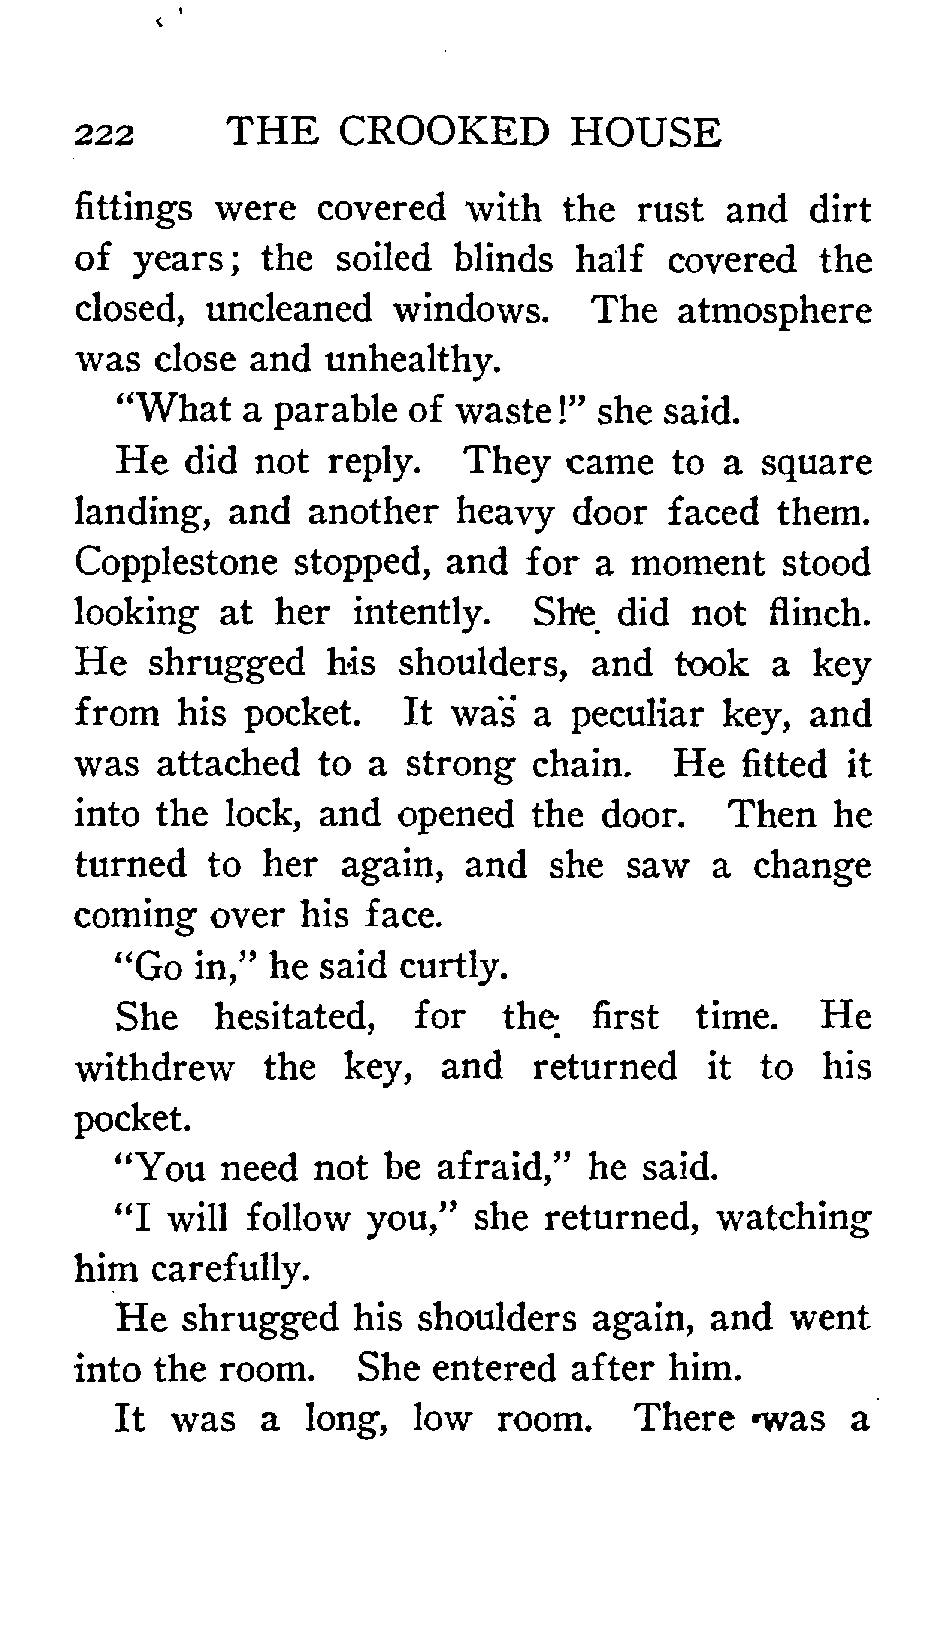 222 THE CROOKED HOUSE
fittings were covered with the rust and dirt
of years; the soiled blinds half covered the
closed, uncleaned windows. The atmosphere
was close and unhealthy.
"What a parable of waste!" she said.
He did not reply. They came to a square
landing, and another heavy door faced them.
Copplestone stopped, and for a moment stood
looking at her intently. She did not flinch.
He shrugged his shoulders, and took a key
from his pocket. It was a peculiar key, and
was attached to a strong chain. He fitted it
into the lock, and opened the door. Then he
turned to her again, and she saw a change
coming over his face.
"Go in," he said curtly.
She hesitated, for the first time. He
withdrew the key, and returned it to his
pocket.
"You need not be afraid," he said.
"I will follow you," she returned, watching
him carefully.
He shrugged his shoulders again, and went
into the room. She entered after him.
It was a long, low room. There was a